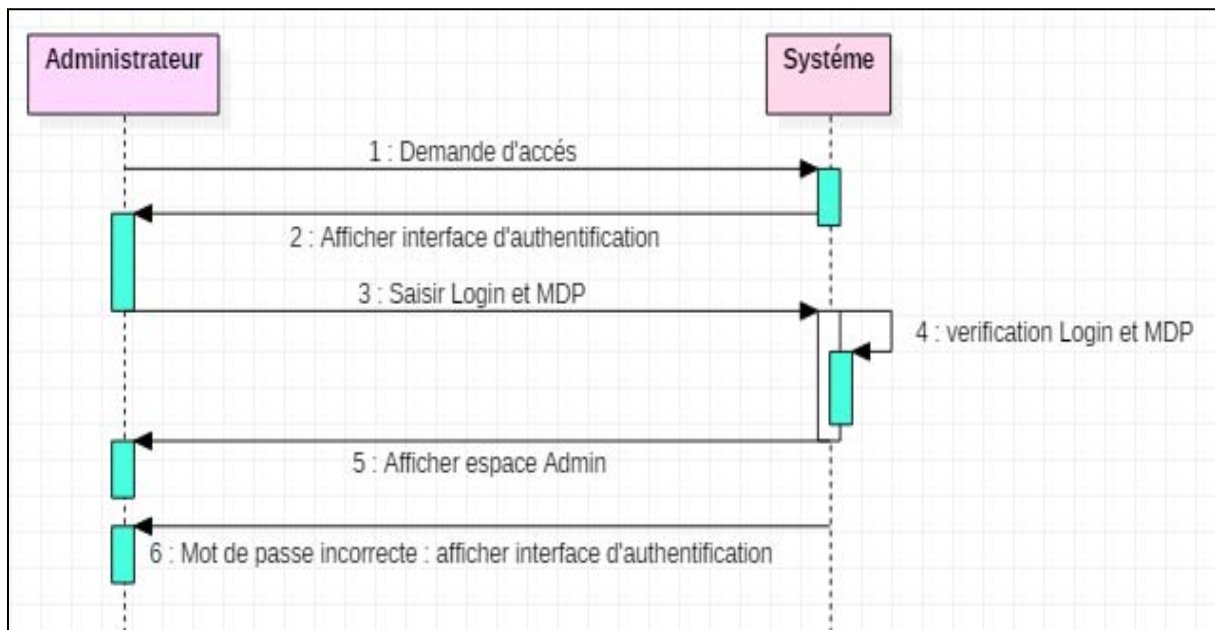 Administrateur
Systéme
1 : Demande d'accés
2 : Afficher interface d'authentification
3 : Saisir Login et MDP
4 : verification Login et MDP
5 : Afficher espace Admin
6 : Mot de passe incorrecte : afficher interface d'authentification